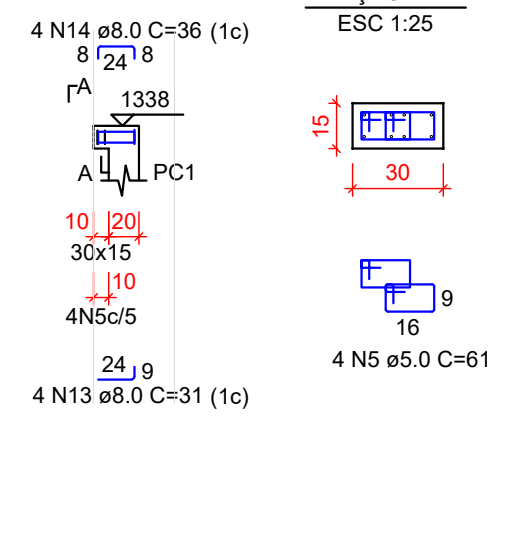 4 N14 ø8.0 C=36 (1c)
8 24 8
A
1338
A PC1
10 20
30x15
10
4N5c/5
24 9
4 N13 ø8.0 C=31 (1c)
ESC 1:25
15
30
9
16
4 N5 ø5.0 C=61